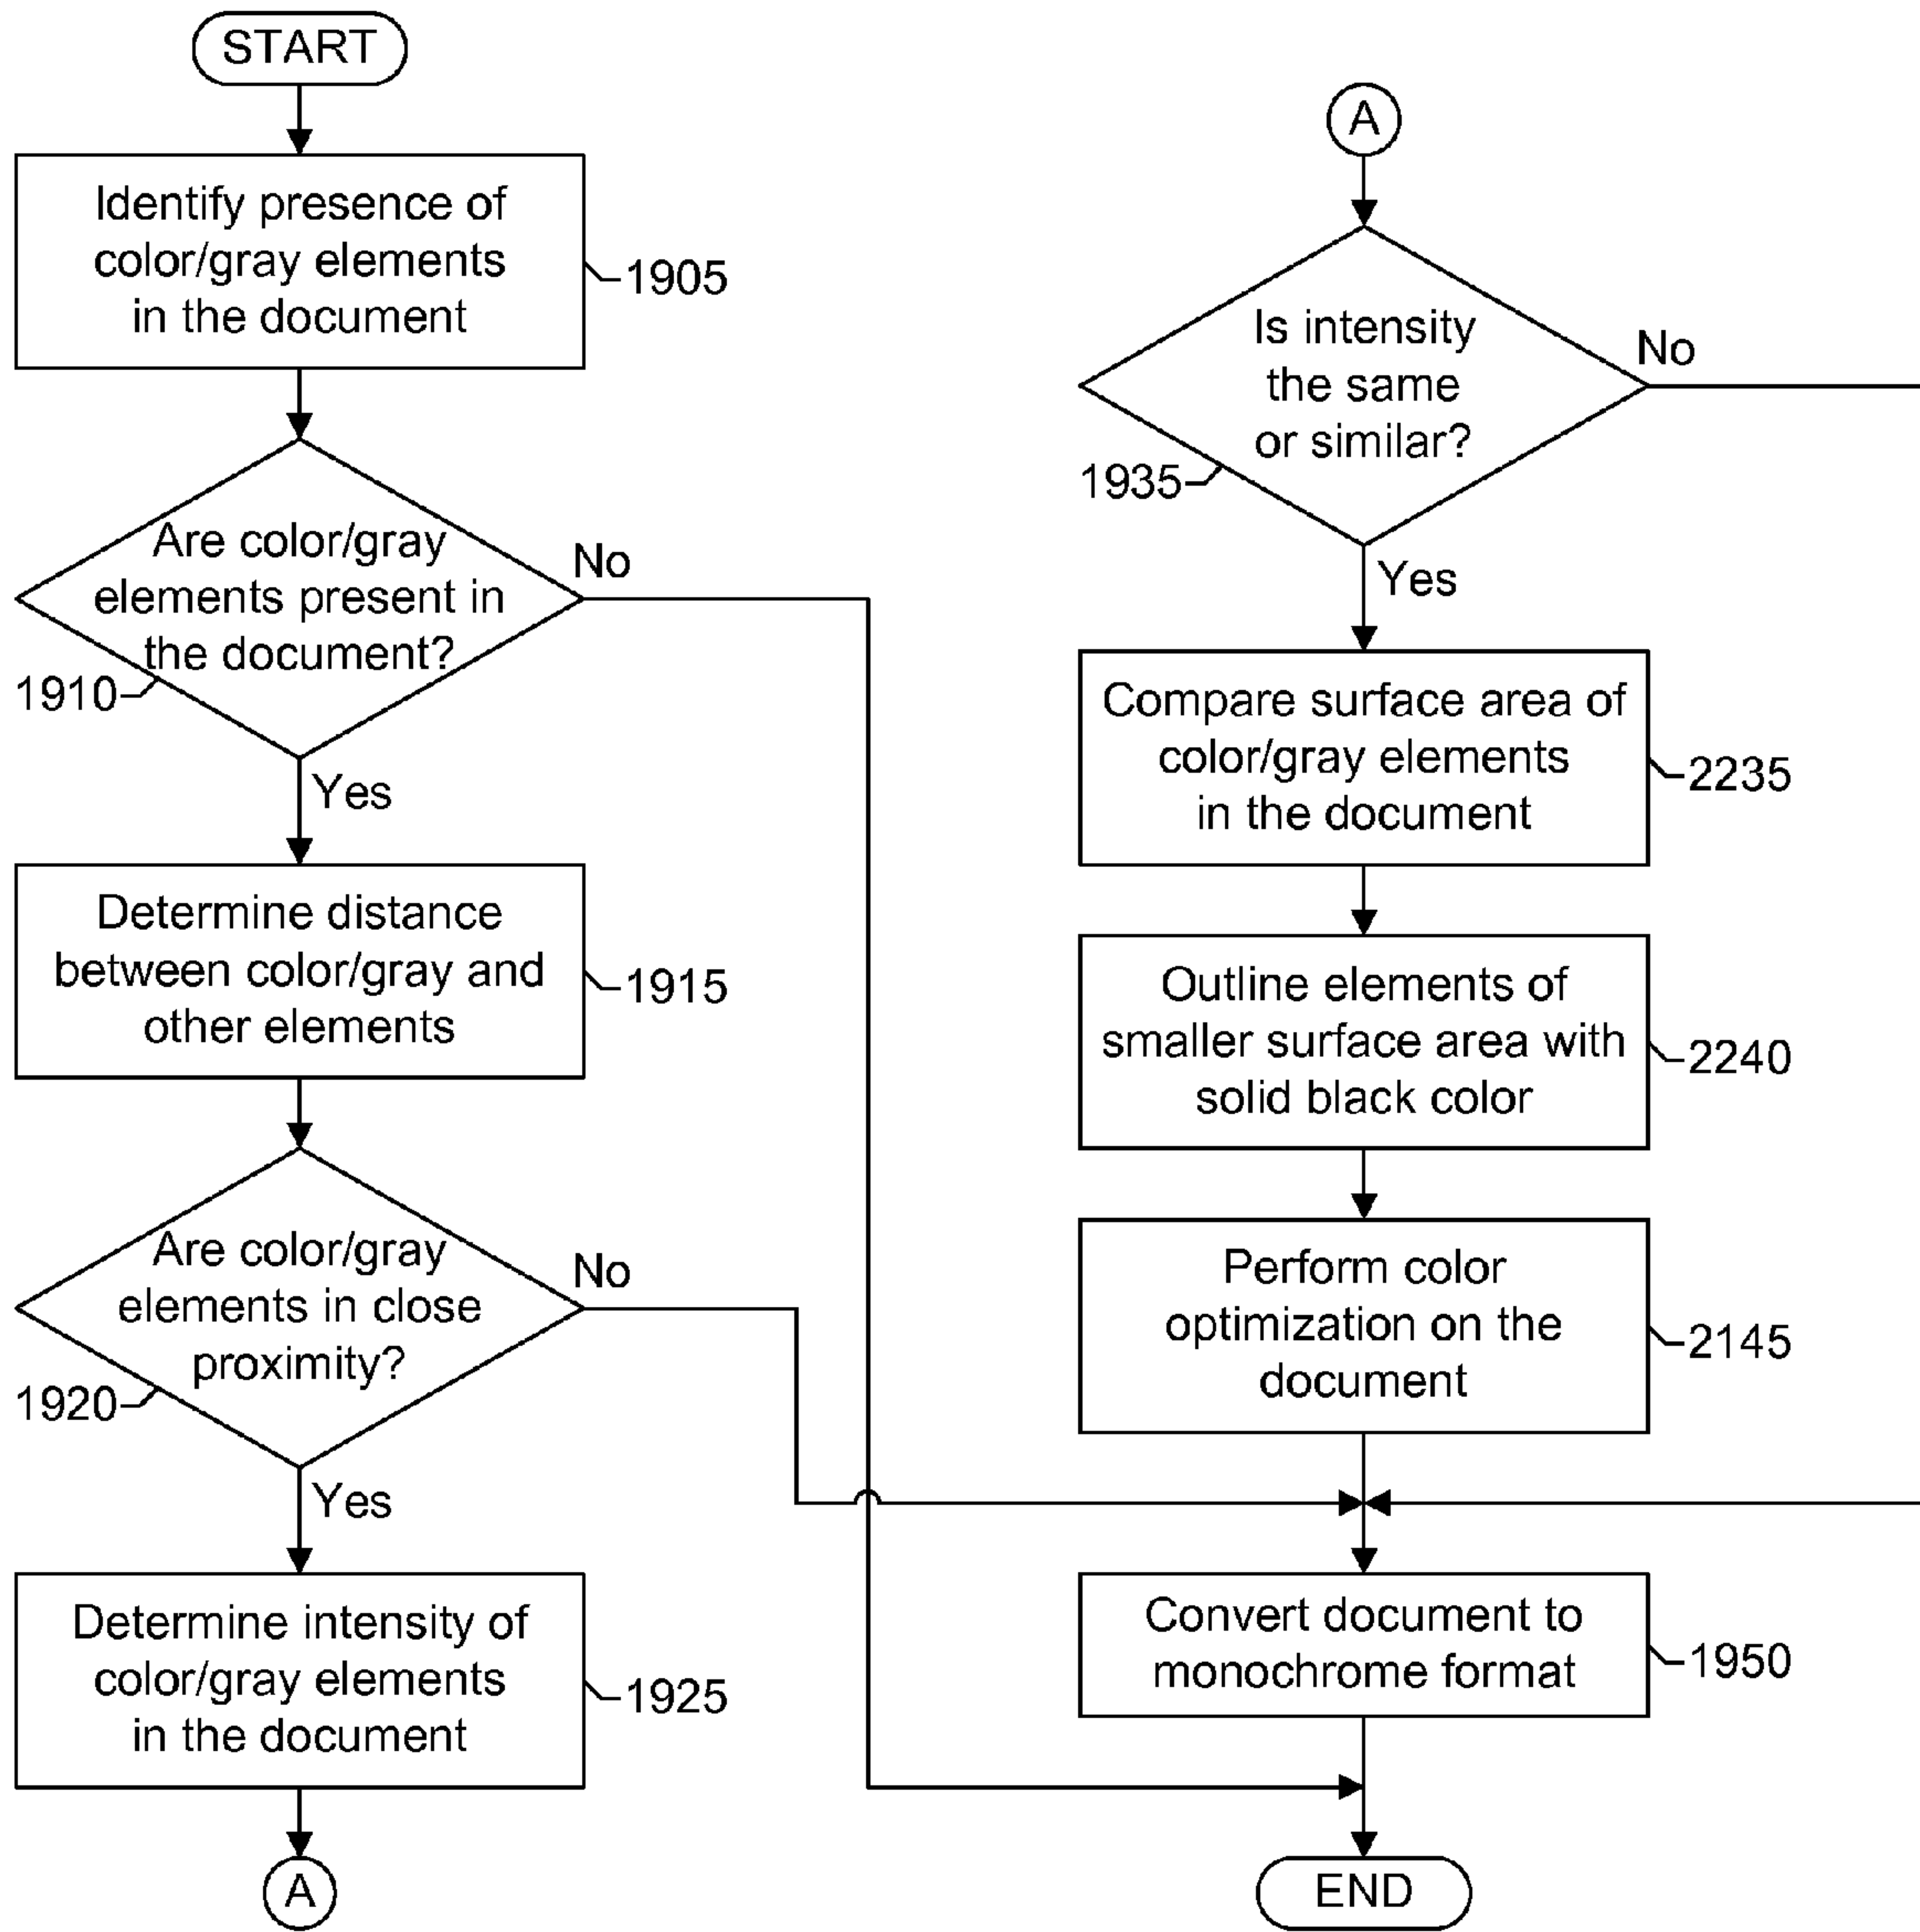 START
Identify presence of
color/gray elements
in the document
1905
Are color/gray
elements present in
the document?
1910
No
Yes
Determine distance
between color/gray and
other elements
1915
Are color/gray
elements in close
proximity?
1920
No
Yes
Determine intensity of
color/gray elements
in the document
1925
A
A
Is intensity
the same
or similar?
1935
No
Yes
Compare surface area of
color/gray elements
in the document
2235
Outline elements of
smaller surface area with
solid black color
2240
Perform color
optimization on the
document
2145
Convert document to
monochrome format
1950
END